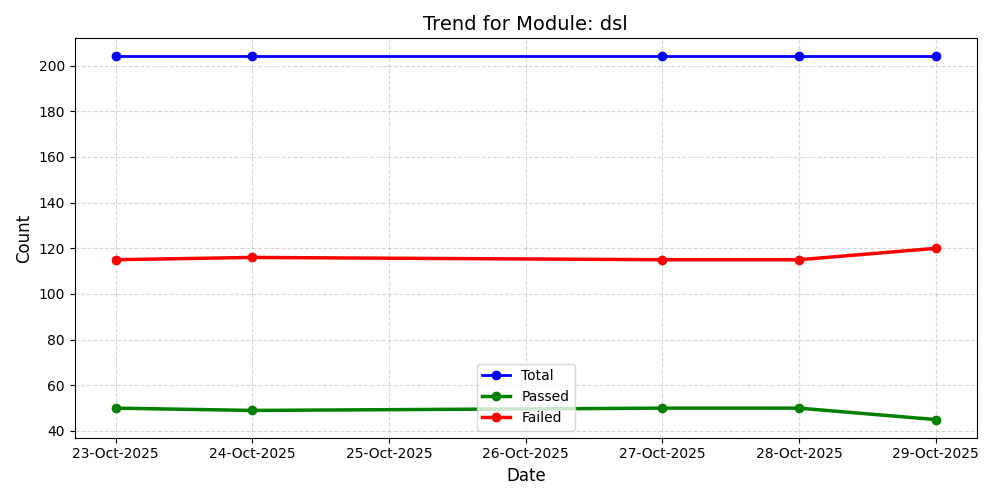 Trend for Module: dsl
Count
200
180
160
140
120
100
80
60
40
Total
Passed
Failed
23-Oct-2025 24-Oct-2025 25-Oct-2025 26-Oct-2025 27-Oct-2025 28-Oct-2025 29-Oct-2025
Date